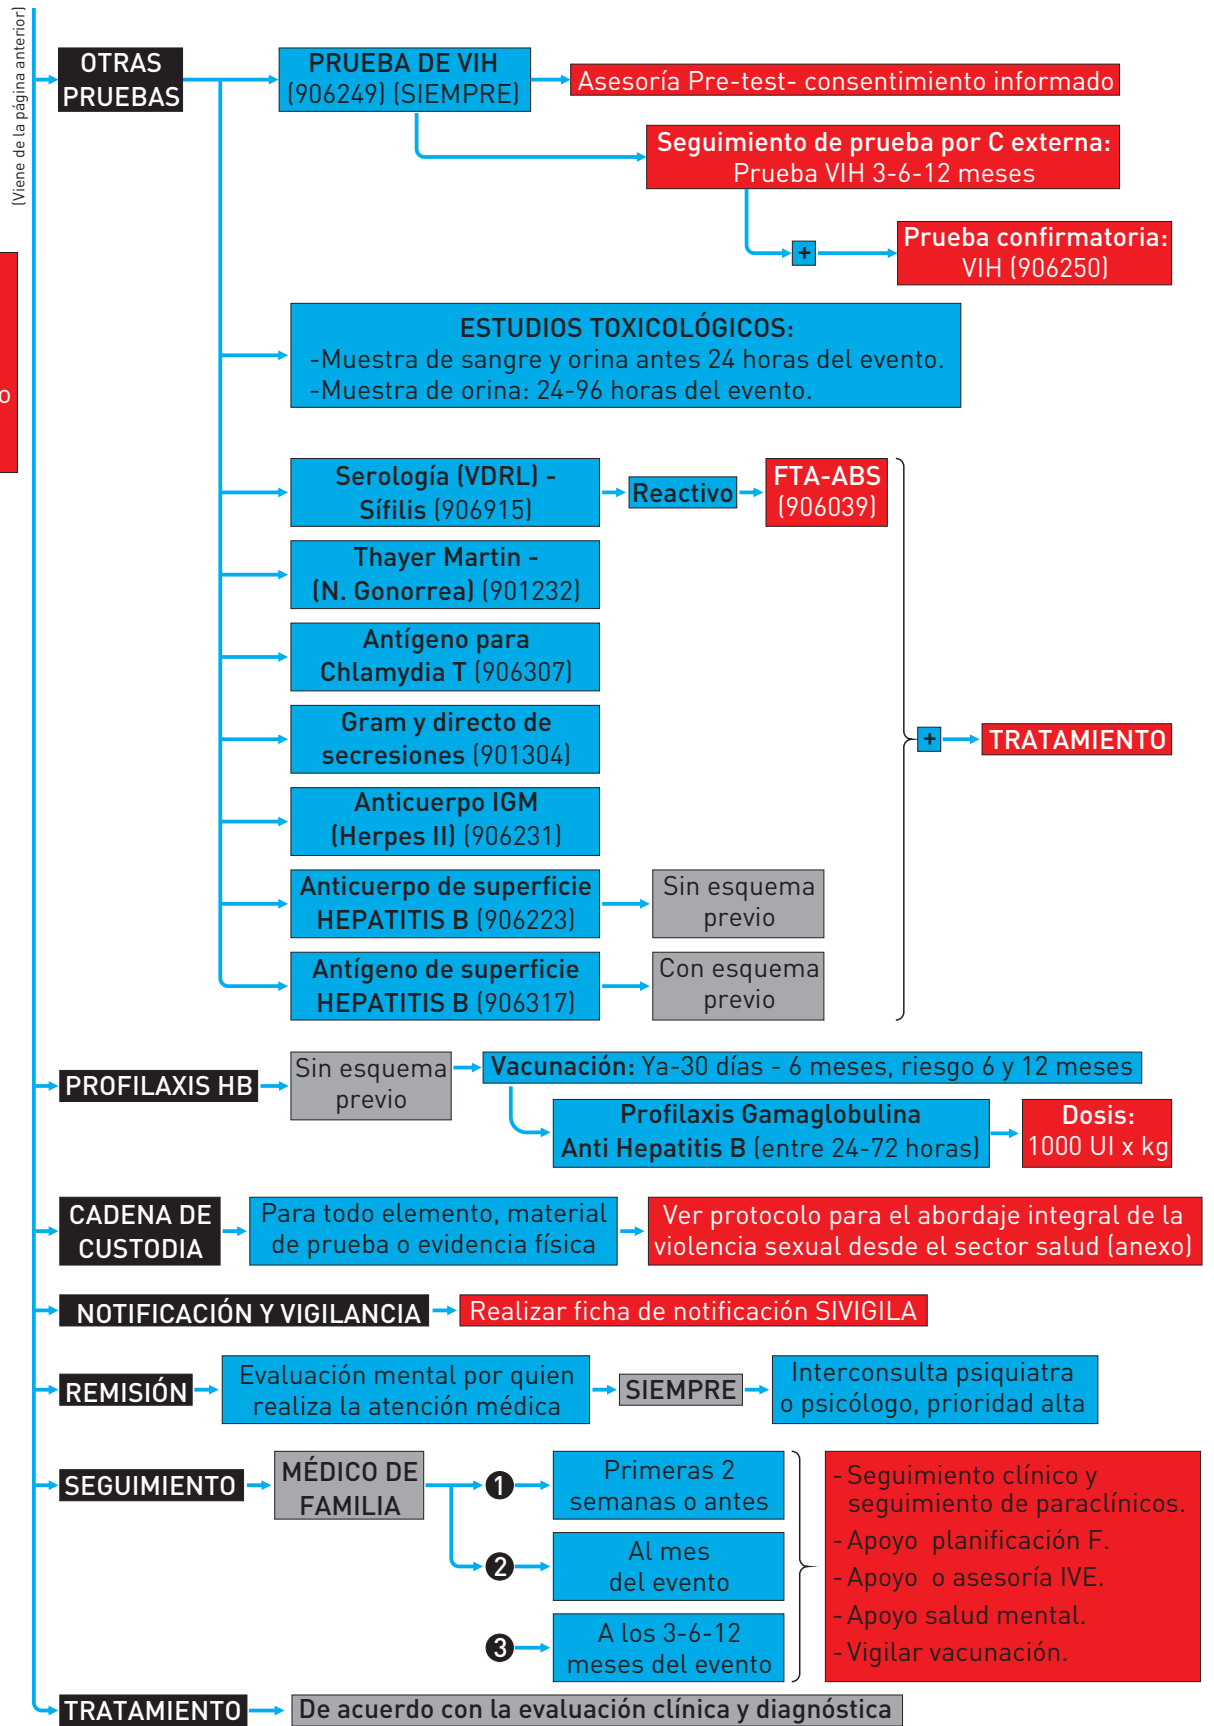 (Viene de la página anterior)
o
OTRAS
PRUEBAS
PRUEBA DE VIH
(906249) (SIEMPRE)
Asesoría Pre-test- consentimiento informado
Seguimiento de prueba por C externa:
Prueba VIH 3-6-12 meses
+
Prueba confirmatoria:
VIH (906250)
ESTUDIOS TOXICOLÓGICOS:
-Muestra de sangre y orina antes 24 horas del evento.
-Muestra de orina: 24-96 horas del evento.
Serología (VDRL) -
Sífilis (906915)
Reactivo
FTA-ABS
(906039)
Thayer Martin -
(N. Gonorrea) (901232)
Antígeno para
Chlamydia T (906307)
Gram y directo de
secresiones (901304)
+
TRATAMIENTO
Anticuerpo IGM
(Herpes II) (906231)
Anticuerpo de superficie
HEPATITIS B (906223)
Sin esquema
previo
Antígeno de superficie
HEPATITIS B (906317)
Con esquema
previo
PROFILAXIS HB
Sin esquema
previo
Vacunación: Ya-30 días - 6 meses, riesgo 6 y 12 meses
Profilaxis Gamaglobulina
Anti Hepatitis B (entre 24-72 horas)
Dosis:
1000 UI x kg
CADENA DE
CUSTODIA
Para todo elemento, material
de prueba o evidencia física
Ver protocolo para el abordaje integral de la
violencia sexual desde el sector salud (anexo)
NOTIFICACIÓN Y VIGILANCIA
Realizar ficha de notificación SIVIGILA
REMISIÓN
Evaluación mental por quien
realiza la atención médica
SIEMPRE
Interconsulta psiquiatra
o psicólogo, prioridad alta
SEGUIMIENTO
MÉDICO DE
FAMILIA
1
Primeras 2
semanas o antes
2
Al mes
del evento
3
A los 3-6-12
meses del evento
- Seguimiento clínico y
seguimiento de paraclínicos.
- Apoyo planificación F.
- Apoyo o asesoría IVE.
- Apoyo salud mental.
- Vigilar vacunación.
TRATAMIENTO
De acuerdo con la evaluación clínica y diagnóstica